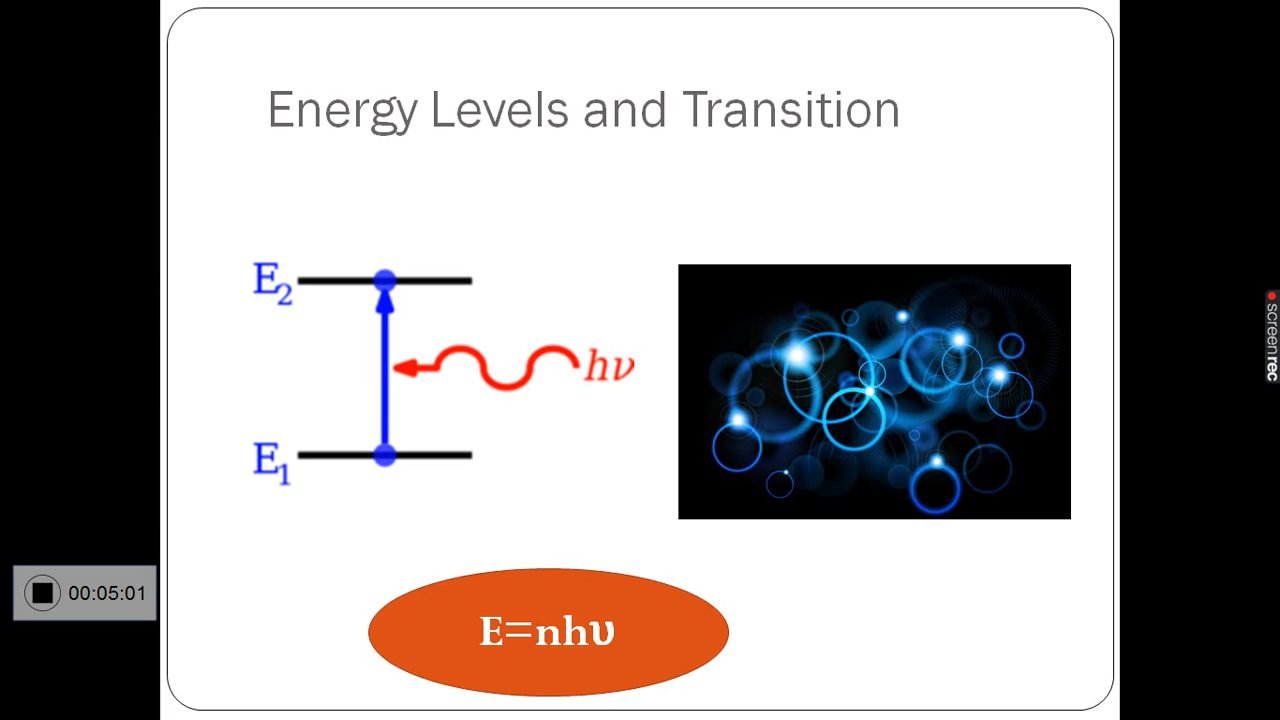 Energy Levels and Transition
E2
hν
E1
E=nhυ
00:05:01
screenrec